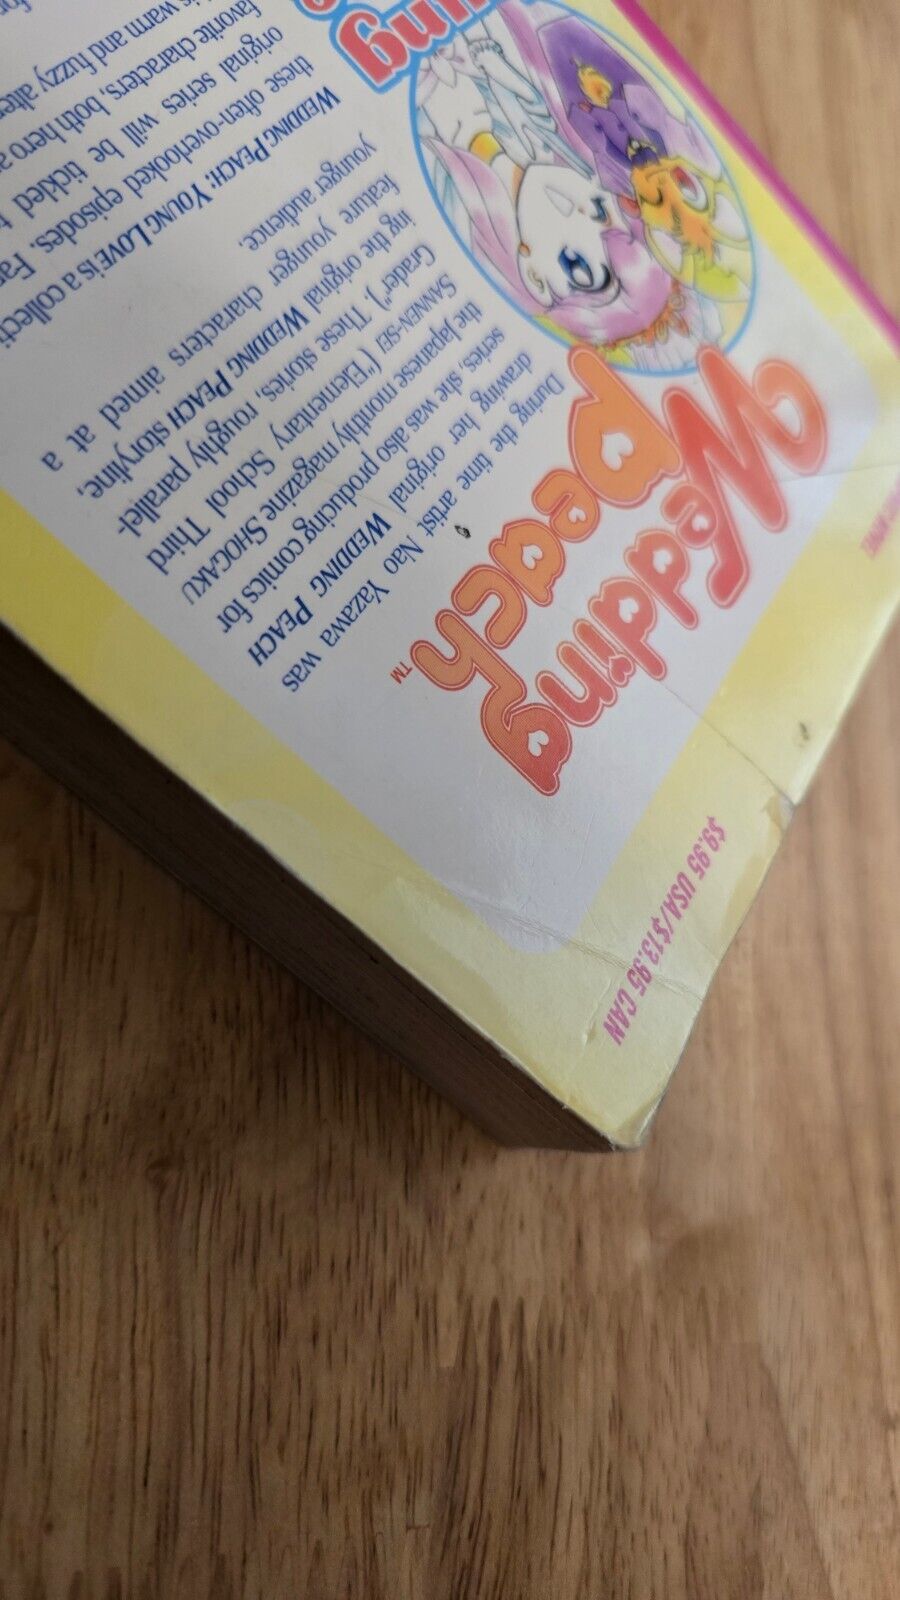 Wedding
Peach™
During the time artist Nao Yazawa was
drawing her original WEDDING PEACH
series, she was also producing comics for
the Japanese monthly magazine SHOGAKU
SANNEN-SEI ("Elementary School Third
Grader"). These stories, roughly parallel-
ing the original WEDDING PEACH storyline,
feature younger characters aimed at a
younger audience.
WEDDING PEACH: YOUNG LOVE is a collecti
these often-overlooked episodes. Fa
original series will be tickled
favorite characters, both hero a
is warm and fuzzy alte
$9.95 USA/$13.95 CAN